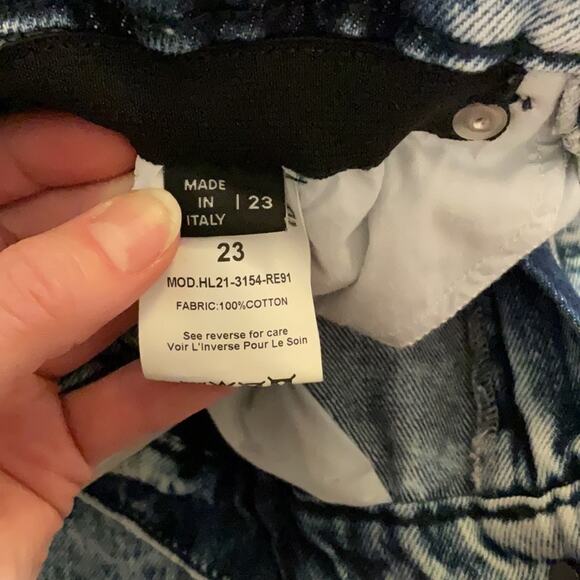 MADE
IN
ITALY
| 23
23
MOD.HL21-3154-RE91
FABRIC:100%COTTON
See reverse for care
Voir L'Inverse Pour Le Soin